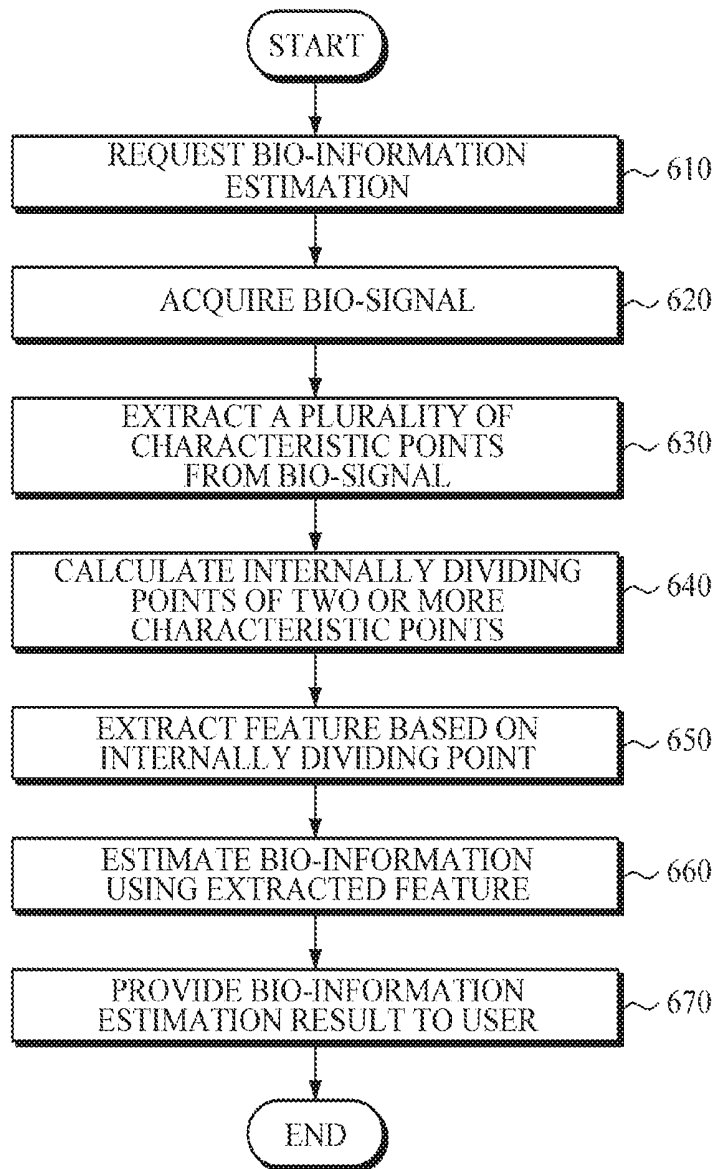 START
REQUEST BIO-INFORMATION
ESTIMATION
610
ACQUIRE BIO-SIGNAL
620
EXTRACT A PLURALITY OF
CHARACTERISTIC POINTS
FROM BIO-SIGNAL
630
CALCULATE INTERNALLY DIVIDING
POINTS OF TWO OR MORE
CHARACTERISTIC POINTS
640
EXTRACT FEATURE BASED ON
INTERNALLY DIVIDING POINT
650
ESTIMATE BIO-INFORMATION
USING EXTRACTED FEATURE
660
PROVIDE BIO-INFORMATION
ESTIMATION RESULT TO USER
670
END